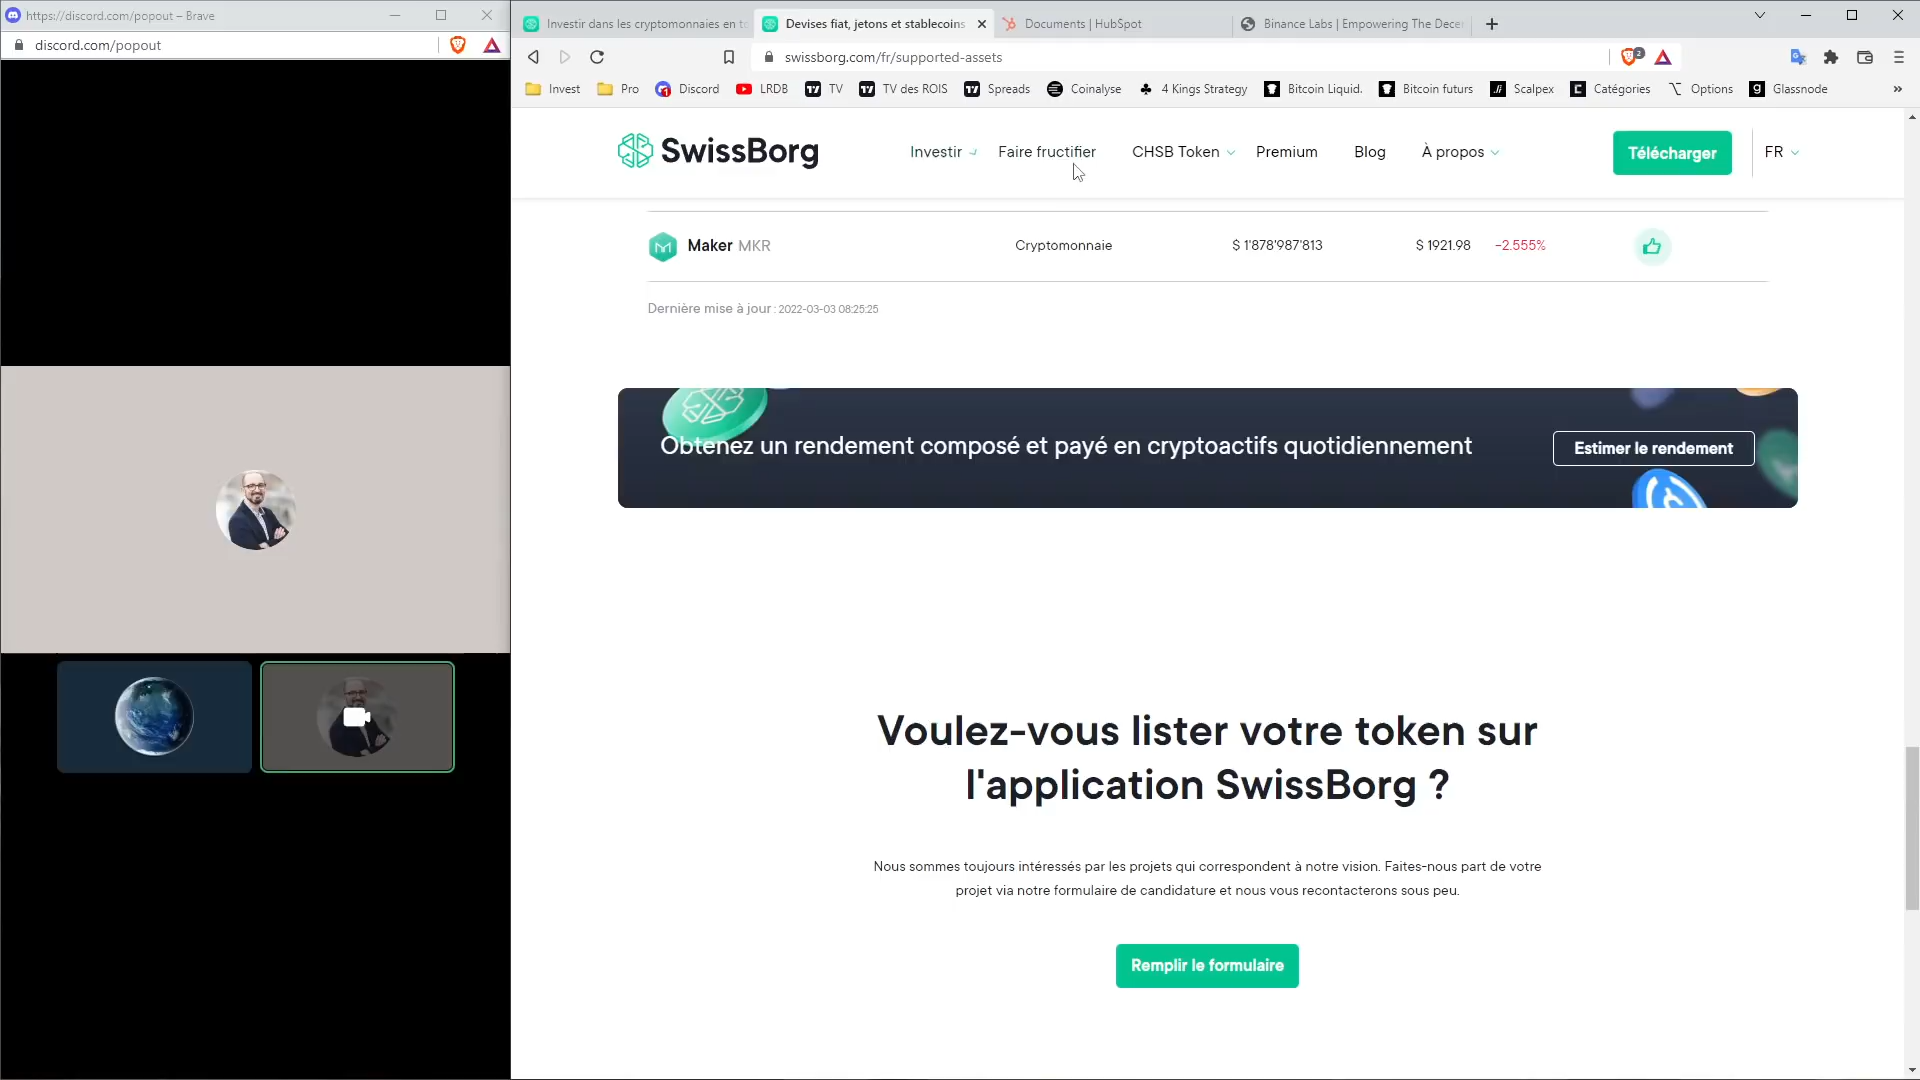 https://discord.com/popout – Brave
discord.com/popout
Investir dans les cryptomonnaies en to
Devises fiat, jetons et stablecoins
Documents | HubSpot
Binance Labs | Empowering The Dece
swissborg.com/fr/supported-assets
2
Invest
Pro
Discord
LRDB
TV
TV des ROIS
Spreads
Coinalyse
4 Kings Strategy
Bitcoin Liquid.
Bitcoin futurs
Scalpex
Catégories
Options
Glassnode
»
SwissBorg
Investir
Faire fructifier
CHSB Token
Premium
Blog
À propos
Télécharger
FR
Maker MKR
Cryptomonnaie
$ 1'878'987'813
$ 1921.98
-2.555%
Dernière mise à jour : 2022-03-03 08:25:25
Obtenez un rendement composé et payé en cryptoactifs quotidiennement
Estimer le rendement
Voulez-vous lister votre token sur
l'application SwissBorg ?
Nous sommes toujours intéressés par les projets qui correspondent à notre vision. Faites-nous part de votre
projet via notre formulaire de candidature et nous vous recontacterons sous peu.
Remplir le formulaire